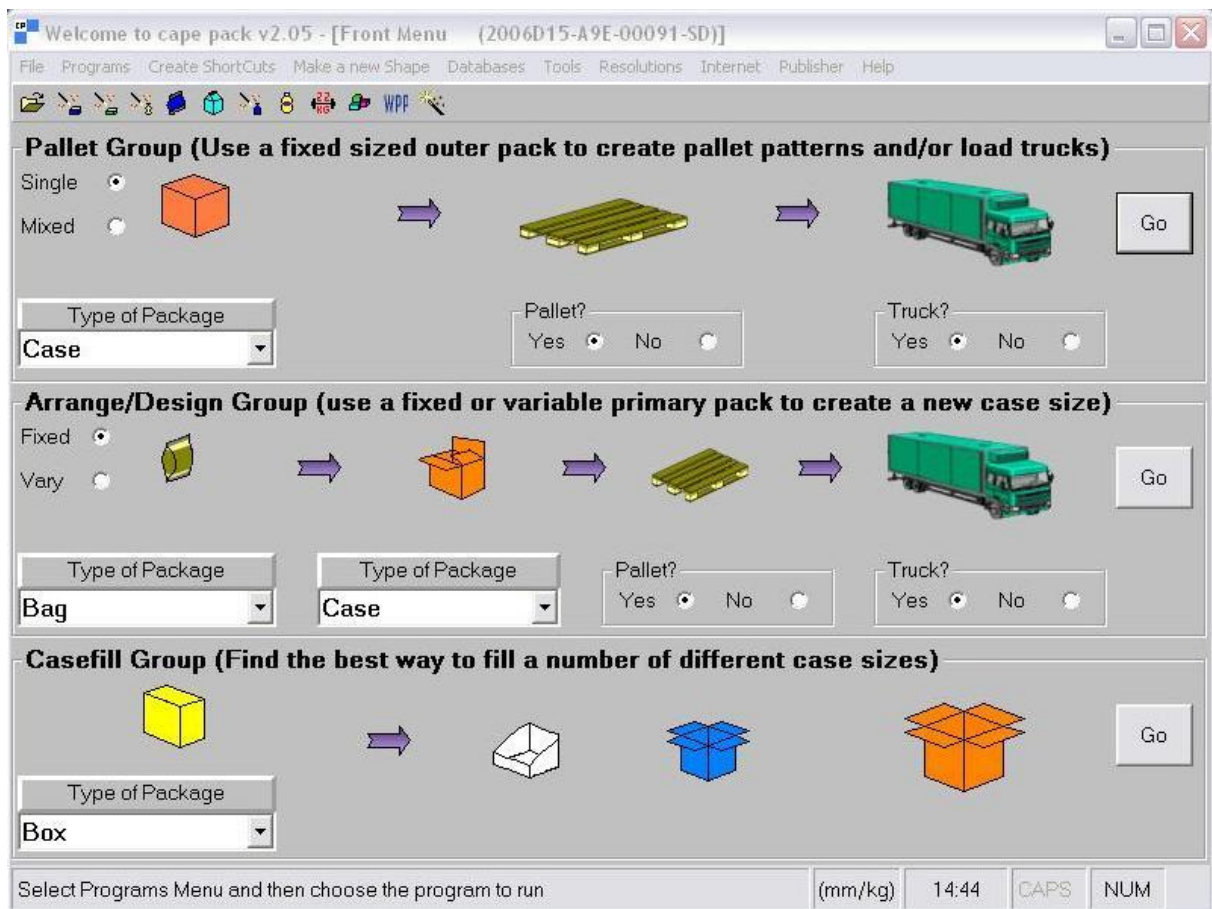 CP
Welcome to cape pack v2.05 - [Front Menu (2006D15-A9E-00091-SD)]
File Programs Create ShortCuts Make a new Shape Databases Tools Resolutions Internet Publisher Help
22 KG WPP
Pallet Group (Use a fixed sized outer pack to create pallet patterns and/or load trucks)
Single
Mixed
Go
Type of Package
Case
Pallet?
Yes No
Truck?
Yes No
Arrange/Design Group (use a fixed or variable primary pack to create a new case size)
Fixed
Vary
Go
Type of Package
Bag
Type of Package
Case
Pallet?
Yes No
Truck?
Yes No
Casefill Group (Find the best way to fill a number of different case sizes)
Go
Type of Package
Box
Select Programs Menu and then choose the program to run (mm/kg) 14:44 CAPS NUM